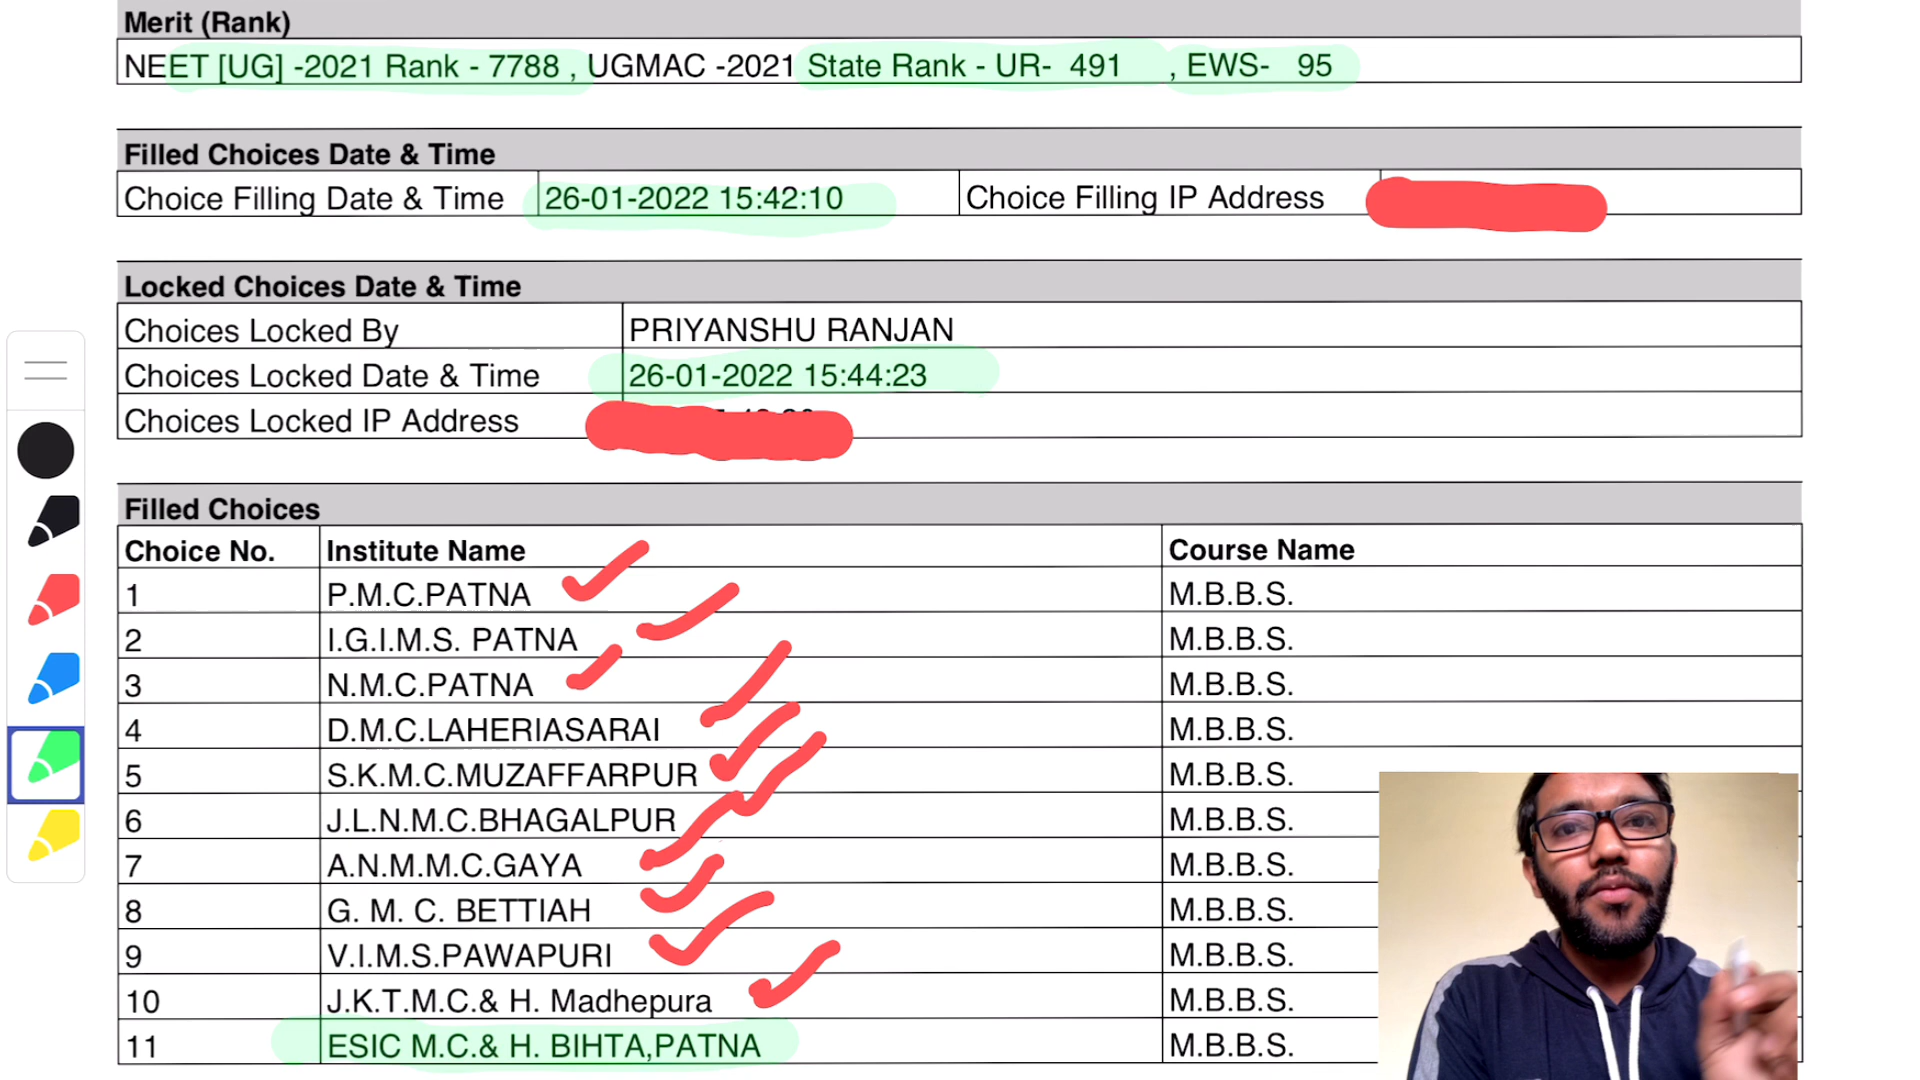 Merit (Rank)
NEET [UG] -2021 Rank - 7788 , UGMAC -2021 State Rank - UR- 491 , EWS- 95
Filled Choices Date & Time
Choice Filling Date & Time 26-01-2022 15:42:10 Choice Filling IP Address
Locked Choices Date & Time
Choices Locked By PRIYANSHU RANJAN
Choices Locked Date & Time 26-01-2022 15:44:23
Choices Locked IP Address
Filled Choices
Choice No. Institute Name Course Name
1 P.M.C.PATNA M.B.B.S.
2 I.G.I.M.S. PATNA M.B.B.S.
3 N.M.C.PATNA M.B.B.S.
4 D.M.C.LAHERIASARAI M.B.B.S.
5 S.K.M.C.MUZAFFARPUR M.B.B.S.
6 J.L.N.M.C.BHAGALPUR M.B.B.S.
7 A.N.M.M.C.GAYA M.B.B.S.
8 G. M. C. BETTIAH M.B.B.S.
9 V.I.M.S.PAWAPURI M.B.B.S.
10 J.K.T.M.C.& H. Madhepura M.B.B.S.
11 ESIC M.C.& H. BIHTA,PATNA M.B.B.S.